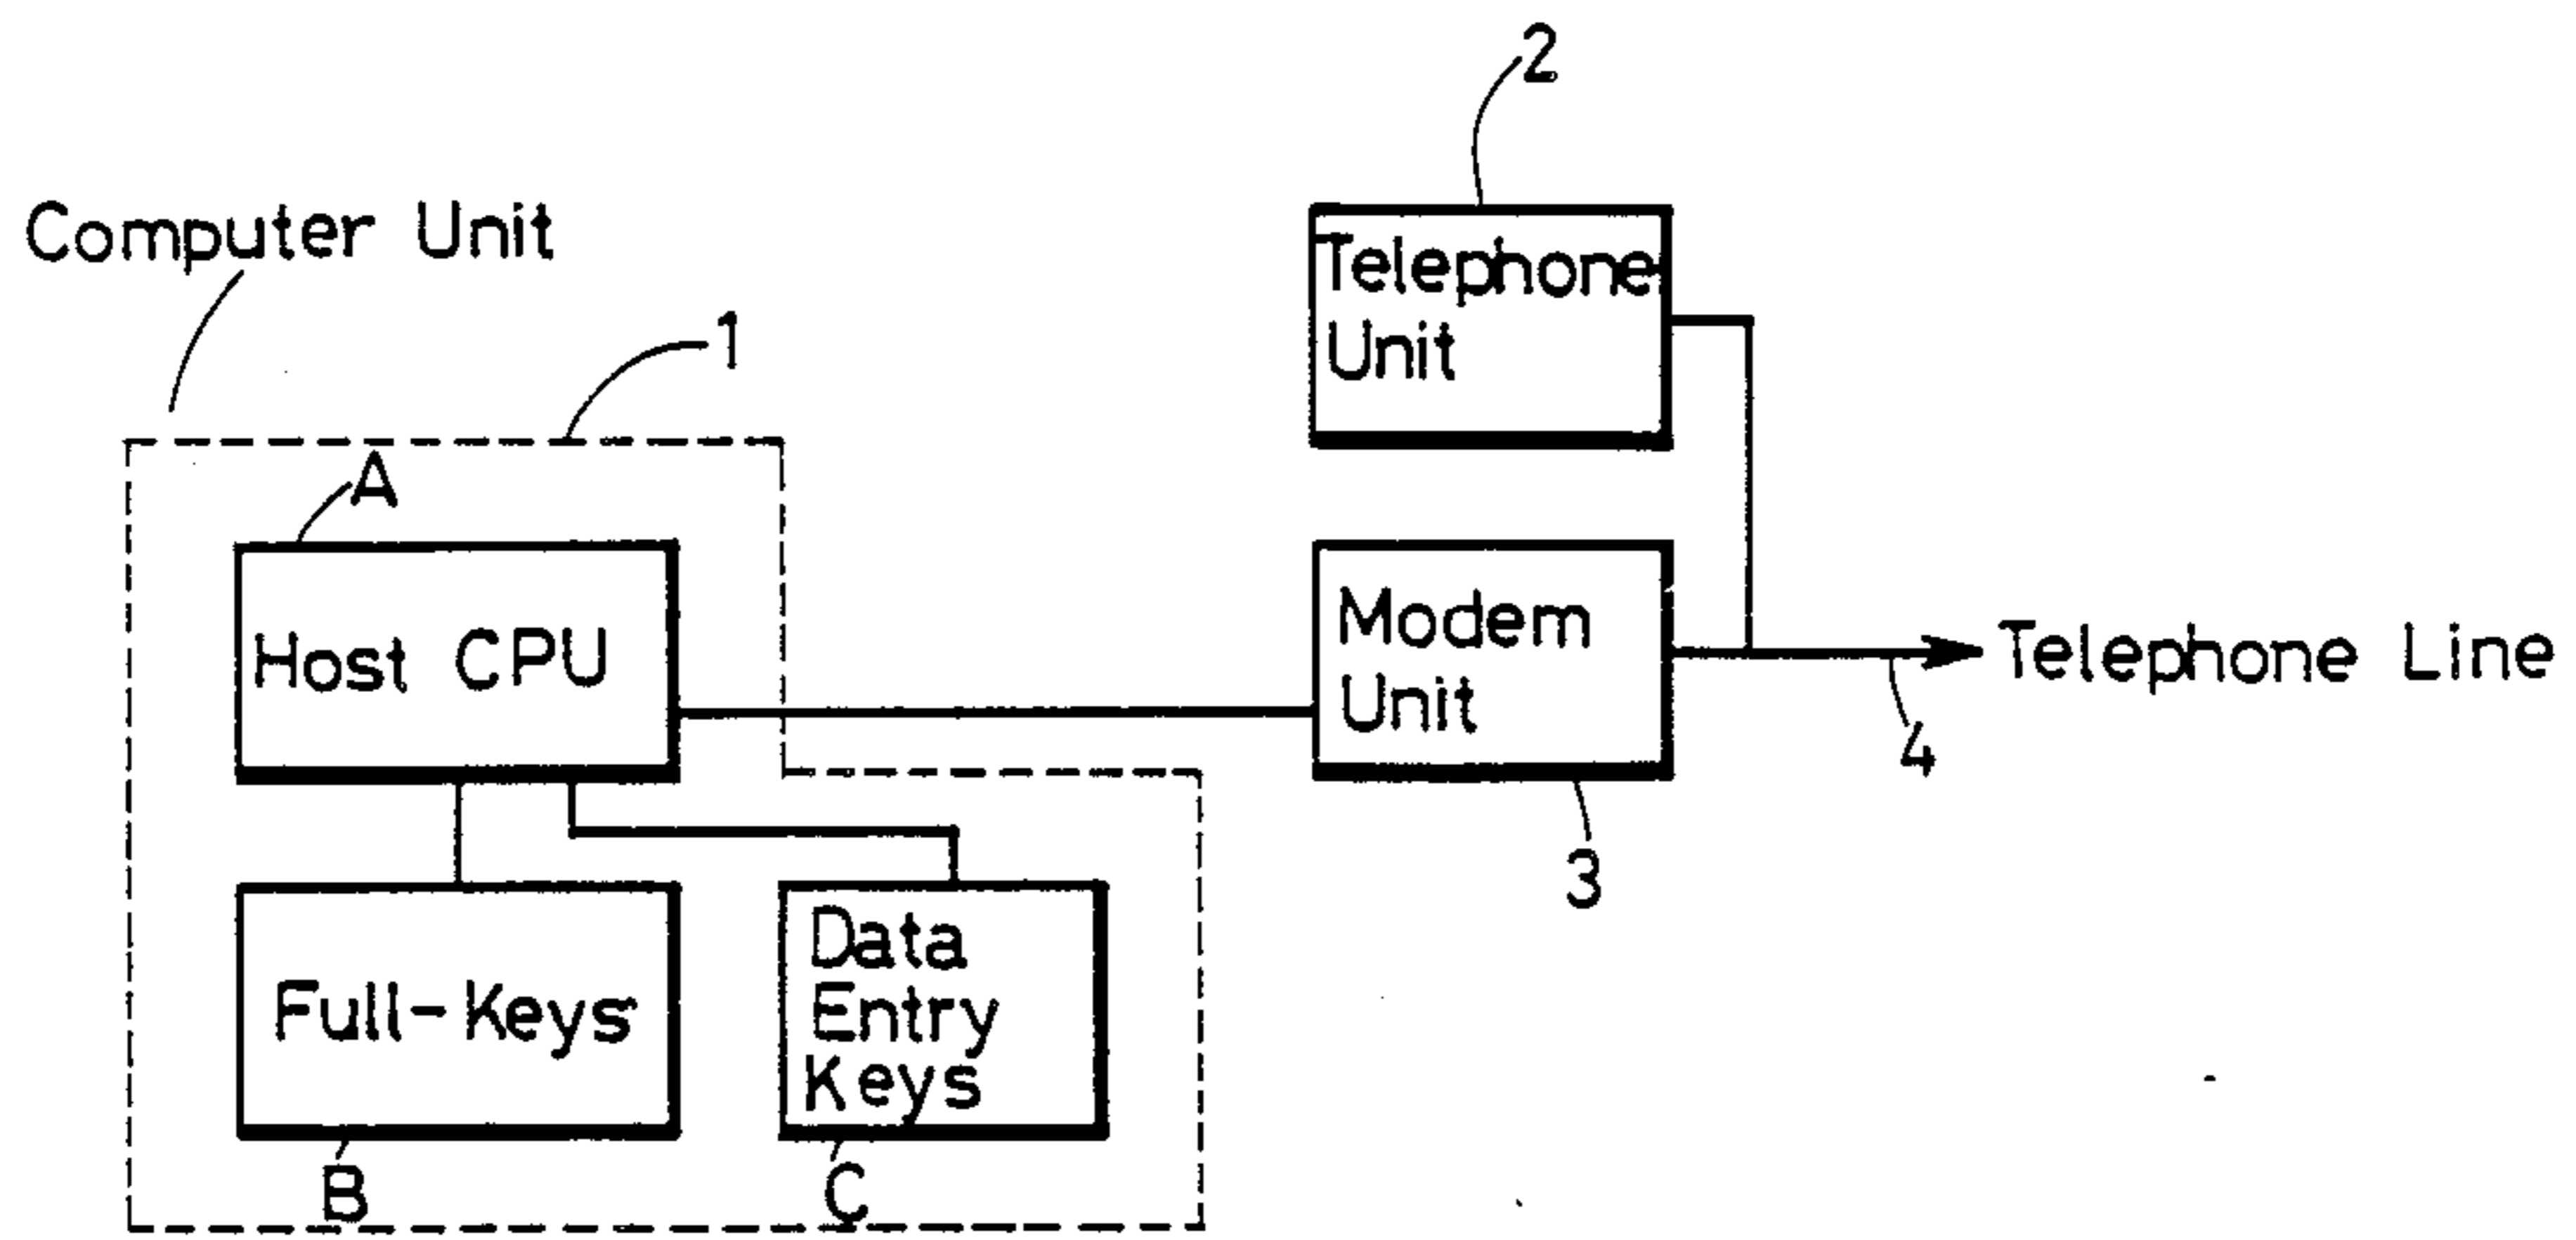 2
Computer Unit
1
Telephone
Unit
A
Host CPU
Modem
Unit
Telephone Line
4
3
Full-Keys
Data
Entry
Keys
B
C